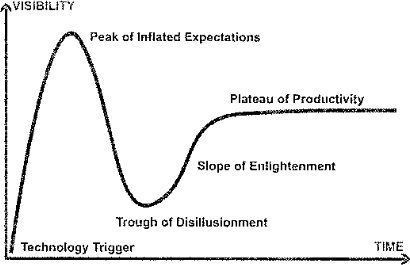 VISIBILITY
Peak of Inflated Expectations
Plateau of Productivity
Slope of Enlightenment
Trough of Disillusionment
Technology Trigger
TIME